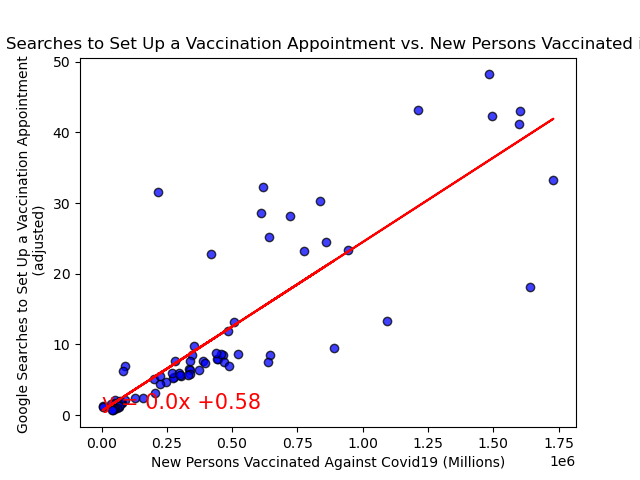 Searches to Set Up a Vaccination Appointment vs. New Persons Vaccinated
50
40
30
20
10
0
Google Searches to Set Up a Vaccination Appointment
(adjusted)
y = 0.0x +0.58
0.00 0.25 0.50 0.75 1.00 1.25 1.50 1.75
1e6
New Persons Vaccinated Against Covid19 (Millions)